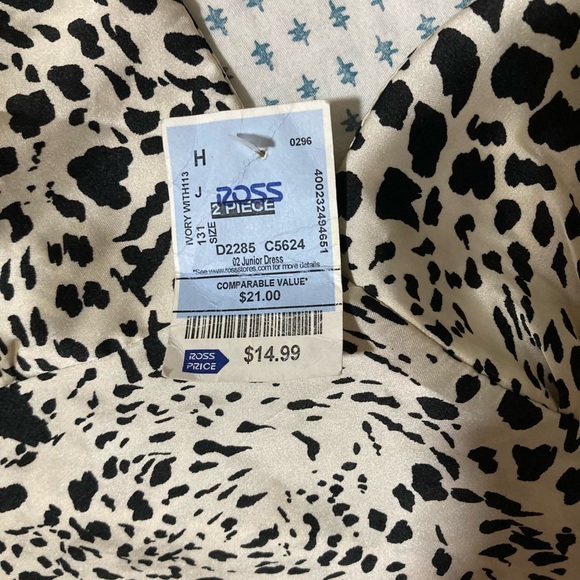 H
0296
IVORY WITH113
J
131
SIZE
400232494651
ROSS
2 PIECE
D2285 C5624
02 Junior Dress
*See www.rossstores.com for more details
COMPARABLE VALUE*
$21.00
ROSS
PRICE
$14.99